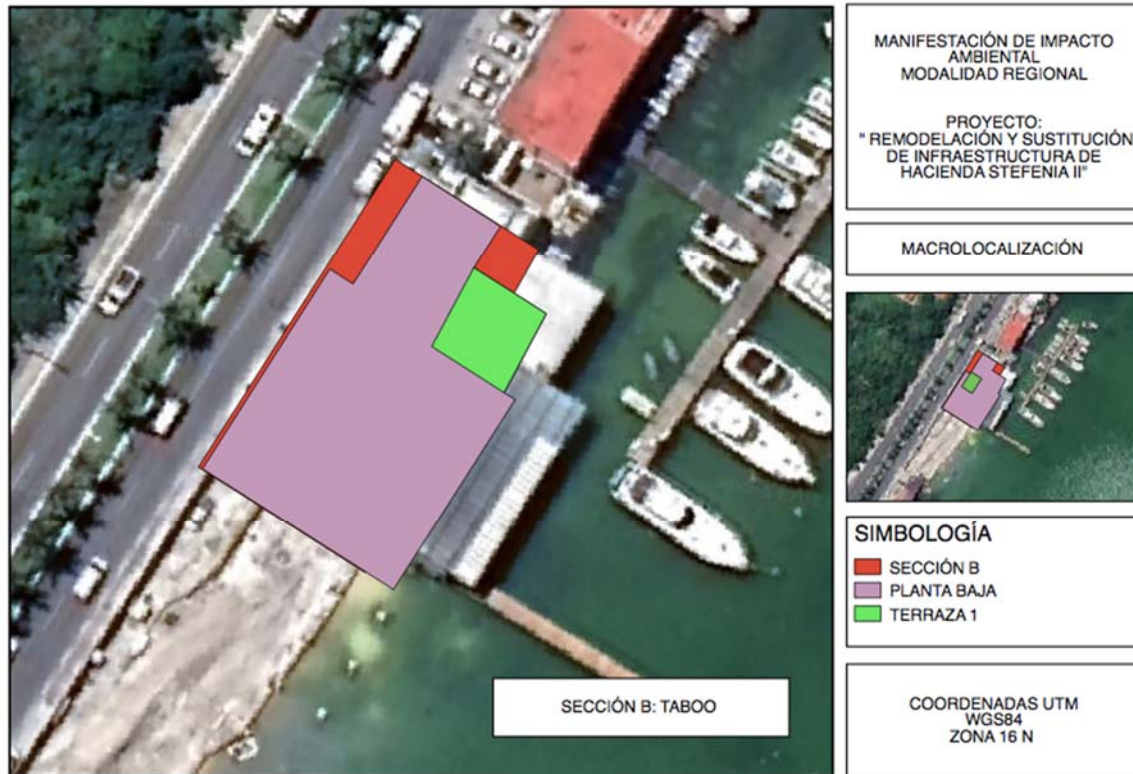 MANIFESTACIÓN DE IMPACTO
AMBIENTAL
MODALIDAD REGIONAL
PROYECTO:
" REMODELACIÓN Y SUSTITUCIÓN
DE INFRAESTRUCTURA DE
HACIENDA STEFENIA II"
MACROLOCALIZACIÓN
SIMBOLOGÍA
SECCIÓN B
PLANTA BAJA
TERRAZA 1
SECCIÓN B: TABOO
COORDENADAS UTM
WGS84
ZONA 16 N